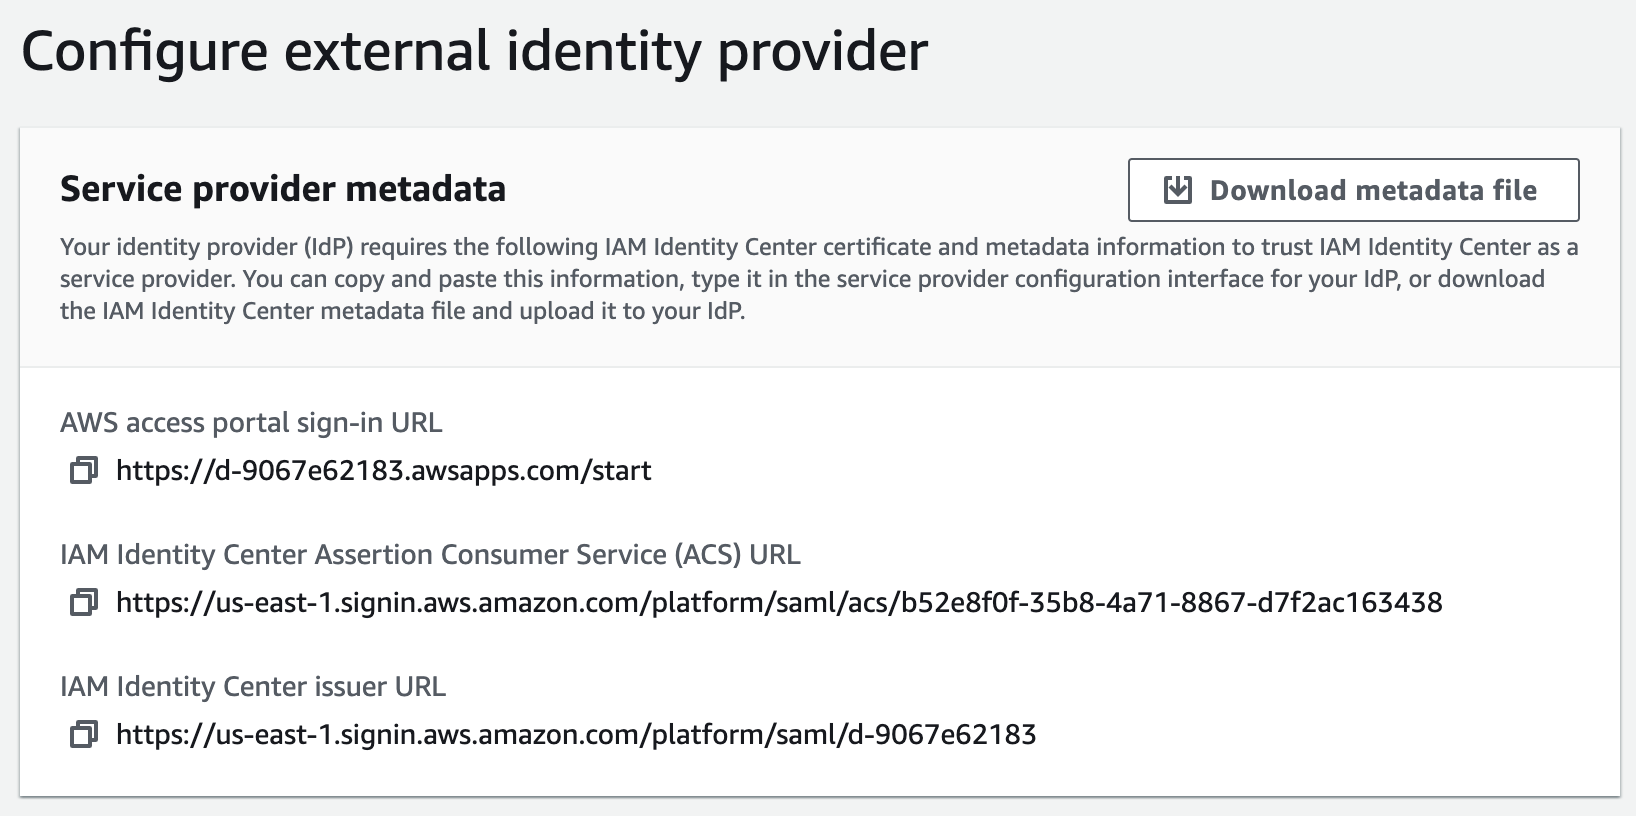 Configure external identity provider
Service provider metadata
Download metadata file
Your identity provider (IdP) requires the following IAM Identity Center certificate and metadata information to trust IAM Identity Center as a
service provider. You can copy and paste this information, type it in the service provider configuration interface for your IdP, or download
the IAM Identity Center metadata file and upload it to your IdP.
AWS access portal sign-in URL
https://d-9067e62183.awsapps.com/start
IAM Identity Center Assertion Consumer Service (ACS) URL
https://us-east-1.signin.aws.amazon.com/platform/saml/acs/b52e8f0f-35b8-4a71-8867-d7f2ac163438
IAM Identity Center issuer URL
https://us-east-1.signin.aws.amazon.com/platform/saml/d-9067e62183